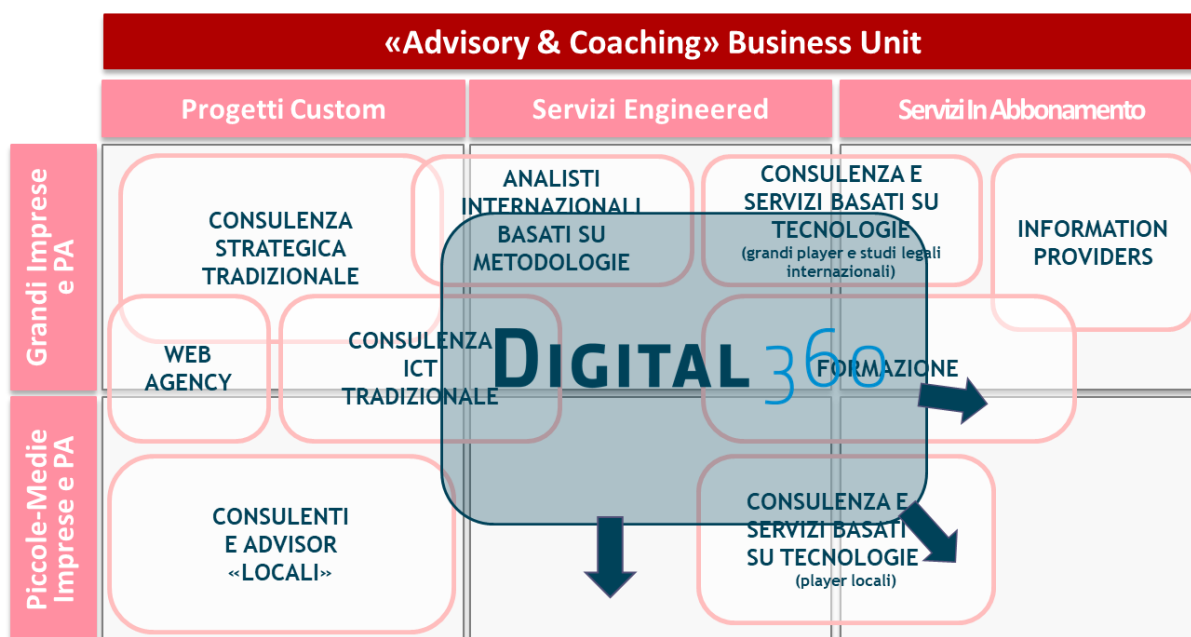 «Advisory & Coaching» Business Unit
Progetti Custom
Servizi Engineered
Servizi In Abbonamento
Grandi Imprese
e PA
CONSULENZA
STRATEGICA
TRADIZIONALE
ANALISTI
INTERNAZIONALI
BASATI SU
METODOLOGIE
CONSULENZA E
SERVIZI BASATI SU
TECNOLOGIE
(grandi player e studi legali
internazionali)
INFORMATION
PROVIDERS
WEB
AGENCY
CONSULENZA
ICT
TRADIZIONALE
DIGITAL 360
FORMAZIONE
Piccole-Medie
Imprese e PA
CONSULENTI
E ADVISOR
«LOCALI»
CONSULENZA E
SERVIZI BASATI
SU TECNOLOGIE
(player locali)